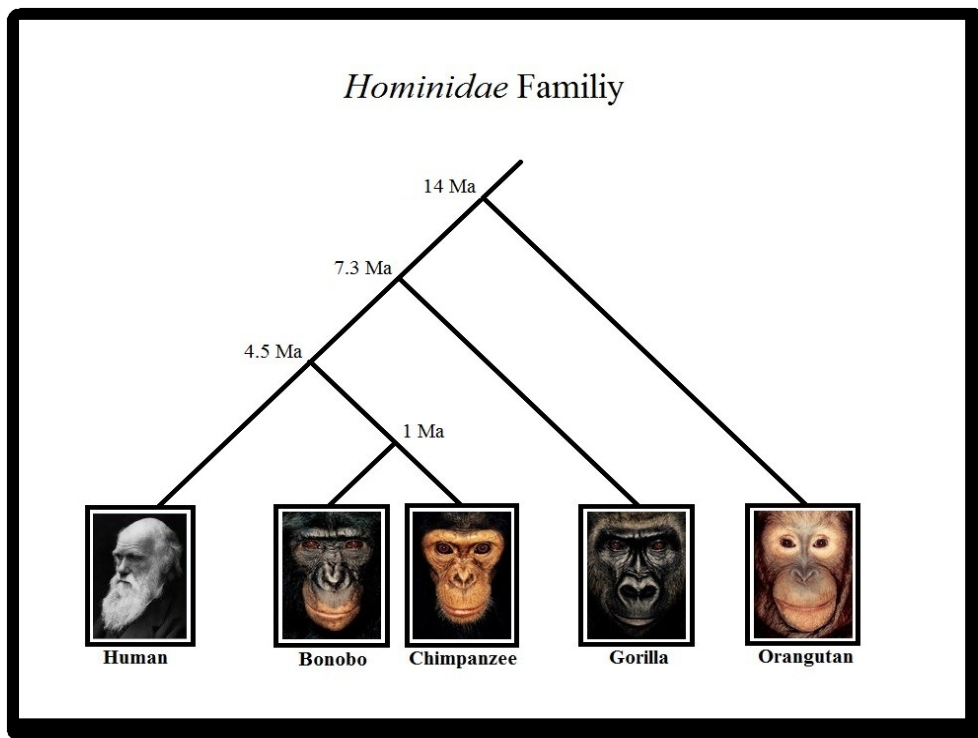 Hominidae Familiy
14 Ma
7.3 Ma
4.5 Ma
1 Ma
Human
Bonobo
Chimpanzee
Gorilla
Orangutan